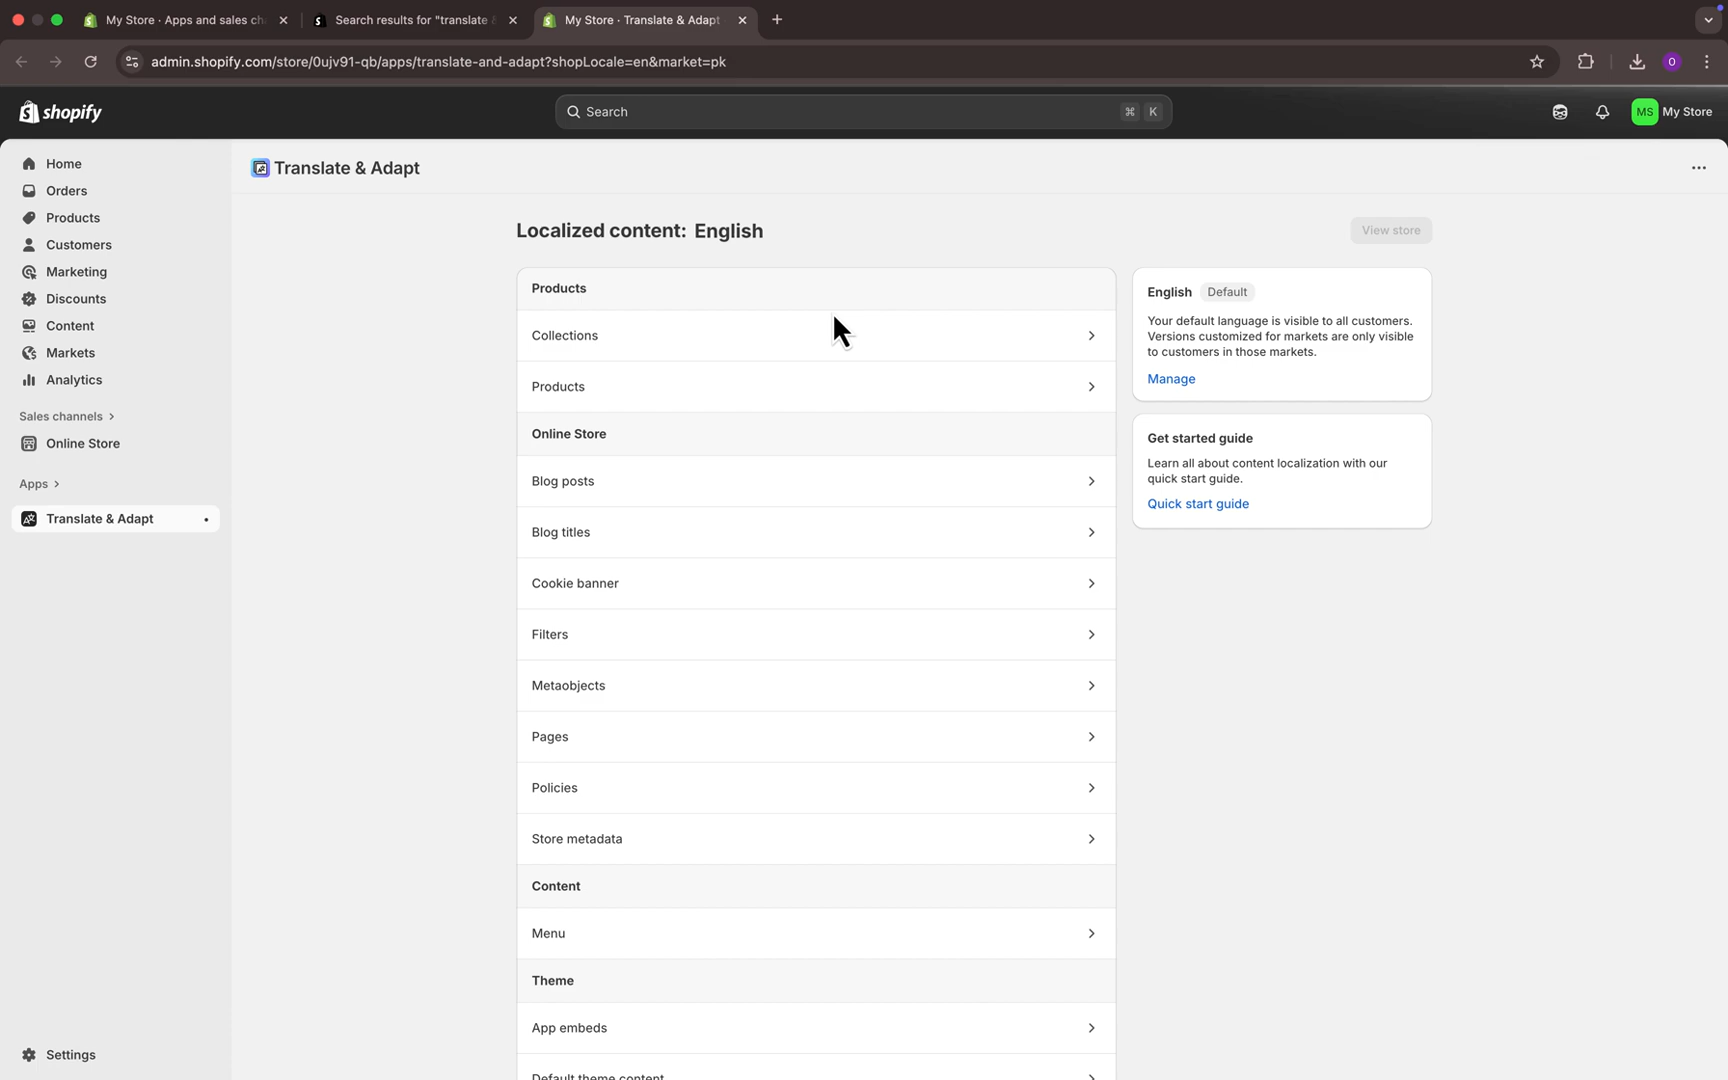 My Store · Apps and sales ch
Search results for "translate &
My Store · Translate & Adapt
admin.shopify.com/store/0ujv91-qb/apps/translate-and-adapt?shopLocale=en&market=pk
O
shopify
Search
⌘ K
MS My Store
Home
Orders
Products
Customers
Marketing
Discounts
Content
Markets
Analytics
Sales channels
Online Store
Apps
Translate & Adapt
Settings
Translate & Adapt
Localized content: English
View store
Products
Collections
Products
Online Store
Blog posts
Blog titles
Cookie banner
Filters
Metaobjects
Pages
Policies
Store metadata
Content
Menu
Theme
App embeds
Default theme content
English Default
Your default language is visible to all customers.
Versions customized for markets are only visible
to customers in those markets.
Manage
Get started guide
Learn all about content localization with our
quick start guide.
Quick start guide